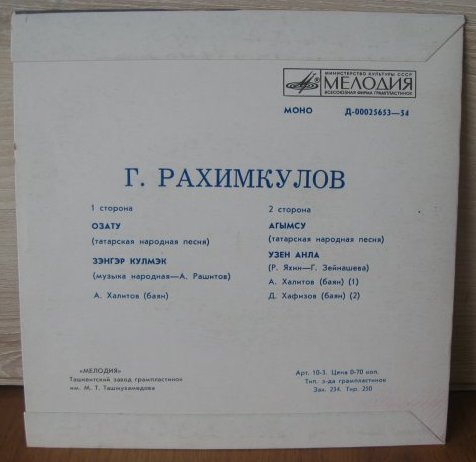 МИНИСТЕРСТВО КУЛЬТУРЫ СССР
МЕЛОДИЯ
ВСЕСОЮЗНАЯ ФИРМА ГРАМПЛАСТИНОК
МОНО Д-00025653—54
Г. РАХИМКУЛОВ
1 сторона
ОЗАТУ
(татарская народная песня)
ЗЭНГЭР КУЛМЭК
(музыка народная—А. Рашитов)
А. Халитов (баян)
2 сторона
АГЫМСУ
(татарская народная песня)
УЗЕН АНЛА
(Р. Яхин—Г. Зейнашева)
А. Халитов (баян) (1)
Д. Хафизов (баян) (2)
«МЕЛОДИЯ»
Ташкентский завод грампластинок
им. М. Т. Ташмухамедова
Арт. 10-3. Цена 0-70 коп.
Тип. з-да грампластинок
Зак. 234. Тир. 250